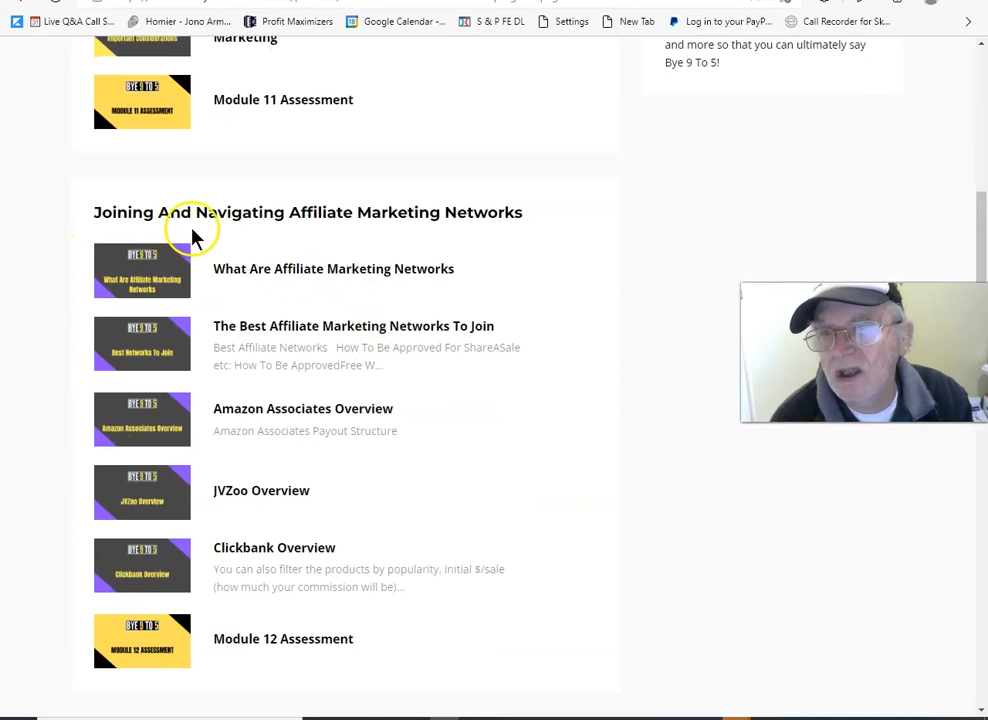 Live Q&A Call S...
Homier - Jono Arm...
Profit Maximizers
Google Calendar -...
S & P FE DL
Settings
New Tab
Log in to your PayP...
Call Recorder for Sk...
Important Considerations
Marketing
and more so that you can ultimately say
Bye 9 To 5!
BYE 9 TO 5
MODULE 11 ASSESSMENT
Module 11 Assessment
Joining And Navigating Affiliate Marketing Networks
BYE 9 TO 5
What Are Affiliate Marketing
Networks
What Are Affiliate Marketing Networks
BYE 9 TO 5
Best Networks To Join
The Best Affiliate Marketing Networks To Join
Best Affiliate Networks How To Be Approved For ShareASale
etc: How To Be ApprovedFree W...
BYE 9 TO 5
Amazon Associates Overview
Amazon Associates Overview
Amazon Associates Payout Structure
BYE 9 TO 5
JVZoo Overview
JVZoo Overview
BYE 9 TO 5
Clickbank Overview
Clickbank Overview
You can also filter the products by popularity, initial $/sale
(how much your commission will be)...
BYE 9 TO 5
MODULE 12 ASSESSMENT
Module 12 Assessment